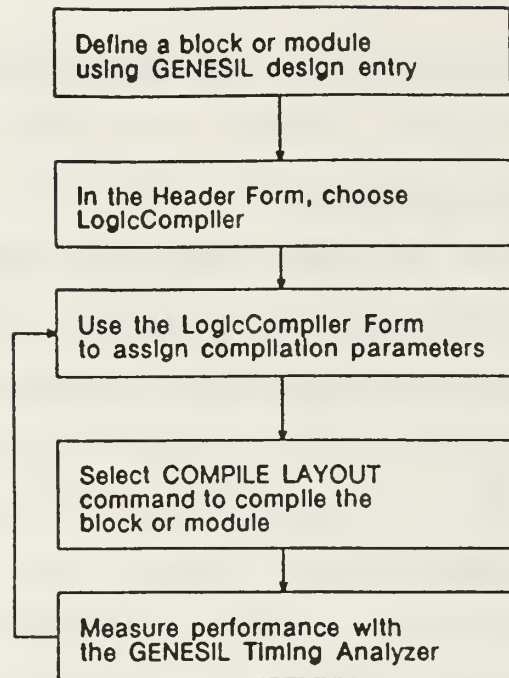 Define a block or module
using GENESIL design entry
In the Header Form, choose
LogicCompiler
Use the LogicCompiler Form
to assign compilation parameters
Select COMPILE LAYOUT
command to compile the
block or module
Measure performance with
the GENESIL Timing Analyzer